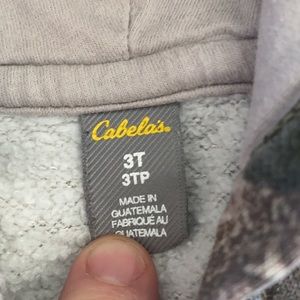 Cabela's
3T
3TP
MADE IN
GUATEMALA
FABRIQUÉ AU
GUATEMALA